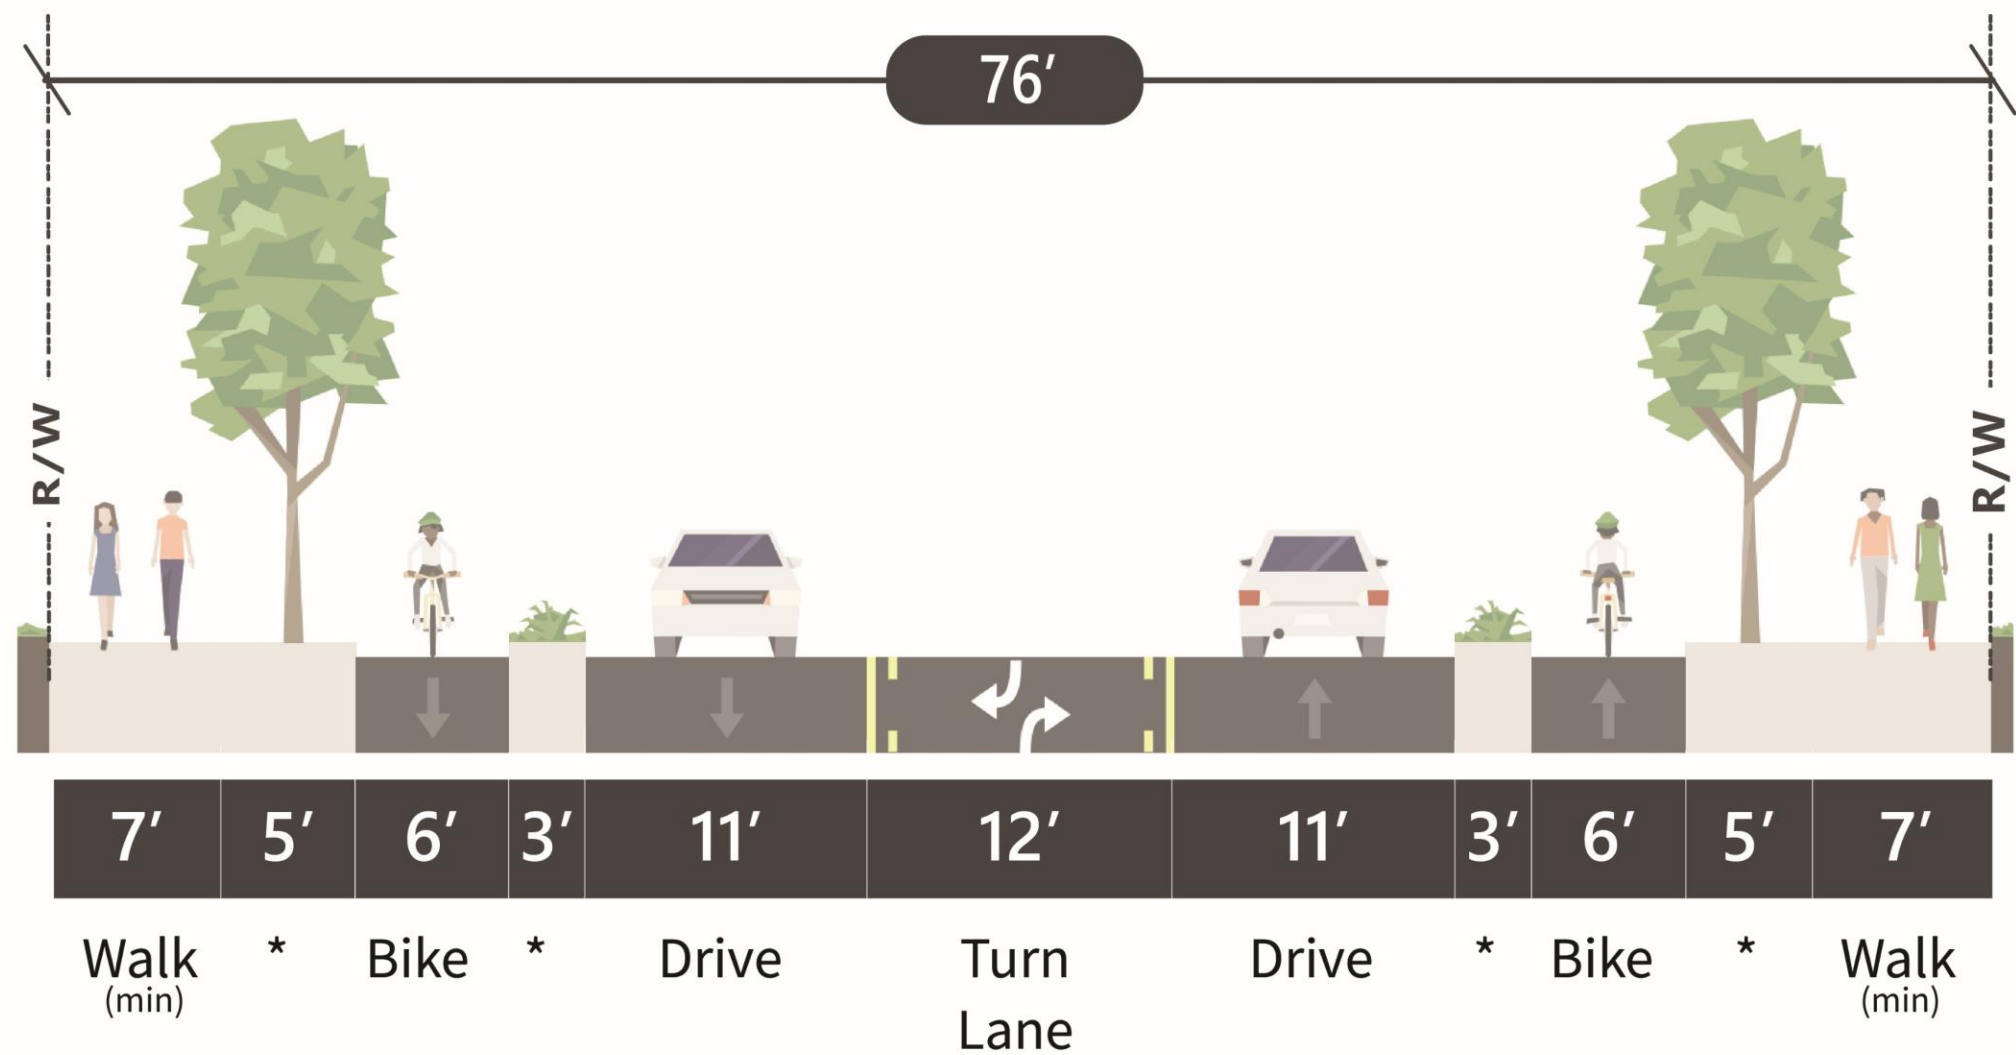 76′
R/W
R/W
7′ 5′ 6′ 3′ 11′ 12′ 11′ 3′ 6′ 5′ 7′
Walk * Bike * Drive Turn Drive * Bike * Walk
(min) Lane (min)